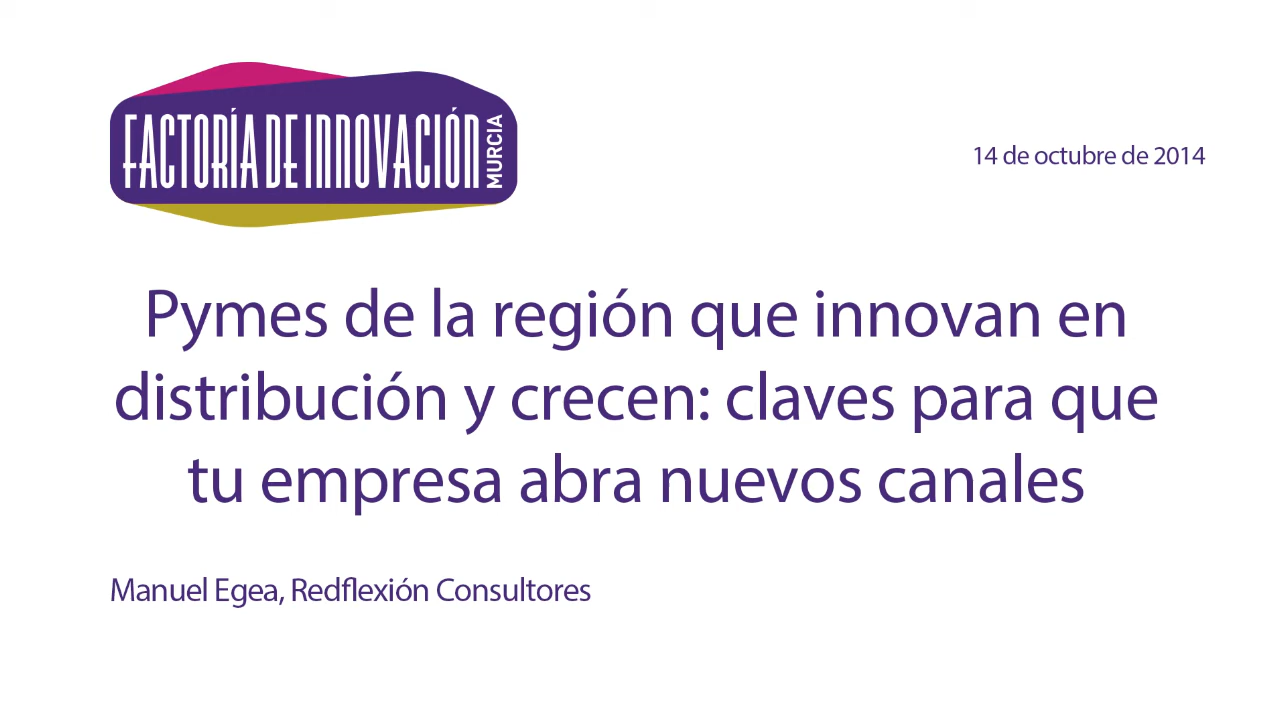 FACTORÍA DE INNOVACIÓN MURCIA
14 de octubre de 2014
Pymes de la región que innovan en
distribución y crecen: claves para que
tu empresa abra nuevos canales
Manuel Egea, Redflexión Consultores